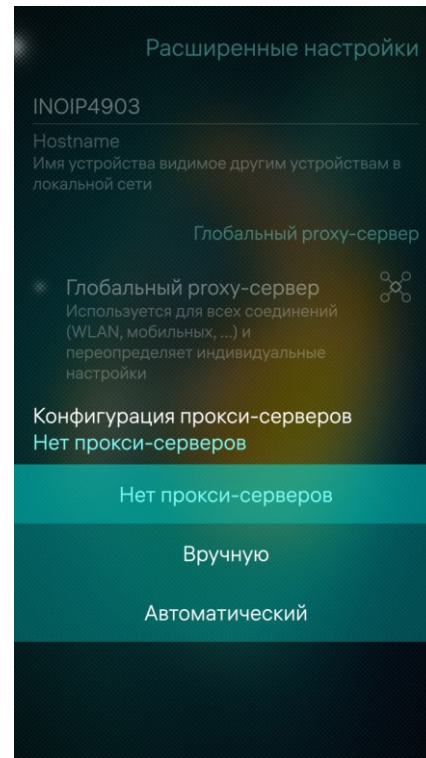 Расширенные настройки
INOIP4903
Hostname
Имя устройства видимое другим устройствам в
локальной сети
Глобальный proxy-сервер
Глобальный proxy-сервер
Используется для всех соединений
(WLAN, мобильных, ...) и
переопределяет индивидуальные
настройки
Конфигурация прокси-серверов
Нет прокси-серверов
Нет прокси-серверов
Вручную
Автоматический